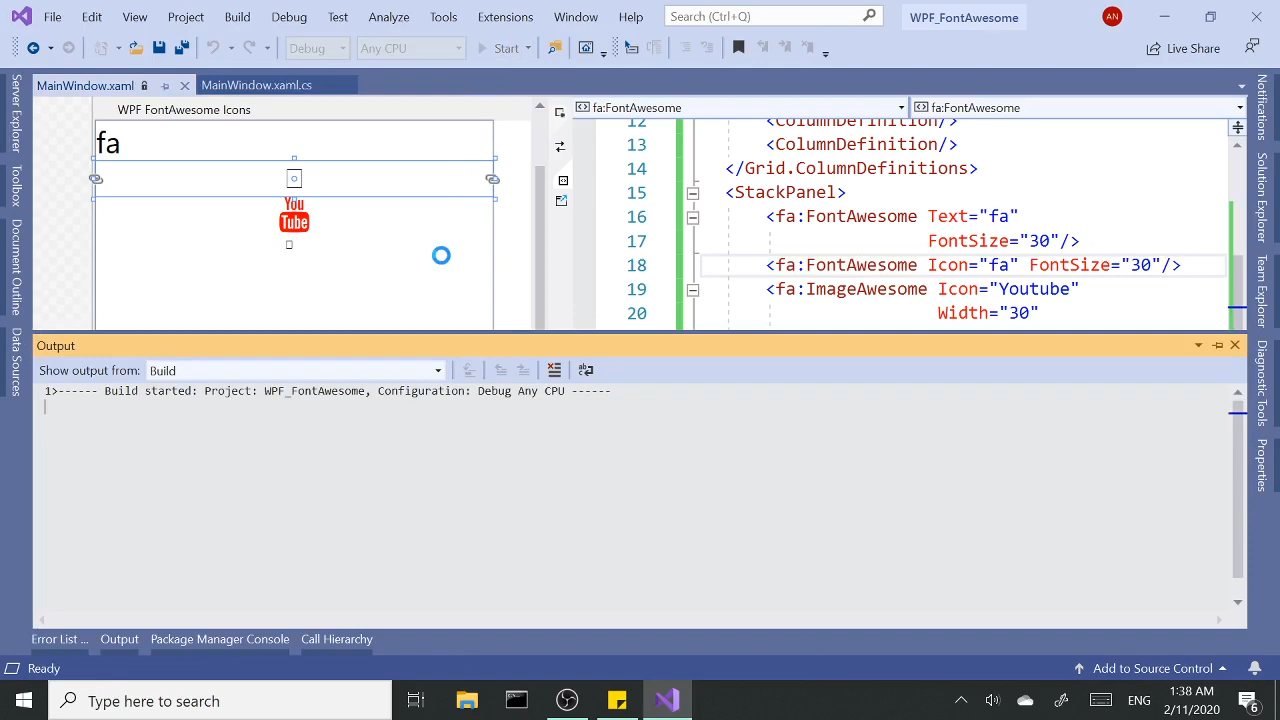 File Edit View Project Build Debug Test Analyze Tools Extensions Window Help Search (Ctrl+Q) WPF_FontAwesome AN
Debug Any CPU Start Live Share
MainWindow.xaml MainWindow.xaml.cs
WPF FontAwesome Icons
fa:FontAwesome fa:FontAwesome
fa
You
Tube
12 <ColumnDefinition/>
13 <ColumnDefinition/>
14 </Grid.ColumnDefinitions>
15 <StackPanel>
16 <fa:FontAwesome Text="fa"
17 FontSize="30"/>
18 <fa:FontAwesome Icon="fa" FontSize="30"/>
19 <fa:ImageAwesome Icon="Youtube"
20 Width="30"
Server Explorer
Toolbox
Document Outline
Data Sources
Notifications
Solution Explorer
Team Explorer
Diagnostic Tools
Properties
Output
Show output from: Build
1>------ Build started: Project: WPF_FontAwesome, Configuration: Debug Any CPU ------
Error List ... Output Package Manager Console Call Hierarchy
Ready Add to Source Control
Type here to search ENG 1:38 AM
2/11/2020 6